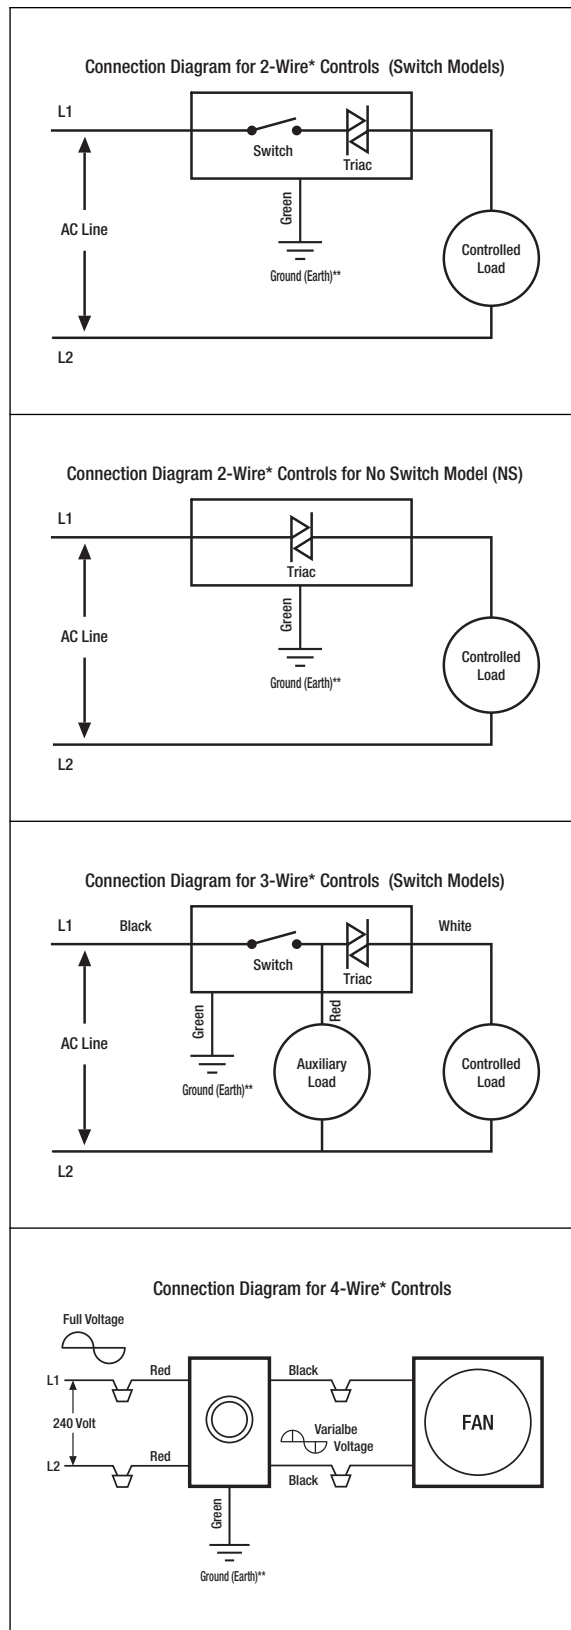 Connection Diagram for 2-Wire* Controls (Switch Models)
L1
Switch
Triac
Green
AC Line
Controlled
Load
Ground (Earth)**
L2
Connection Diagram 2-Wire* Controls for No Switch Model (NS)
L1
Triac
Green
AC Line
Controlled
Load
Ground (Earth)**
L2
Connection Diagram for 3-Wire* Controls (Switch Models)
L1
Black
White
Switch
Triac
Green
Red
AC Line
Auxiliary
Load
Controlled
Load
Ground (Earth)**
L2
Connection Diagram for 4-Wire* Controls
Full Voltage
Red
Black
L1
240 Volt
Varialbe
Voltage
FAN
L2
Red
Black
Green
Ground (Earth)**